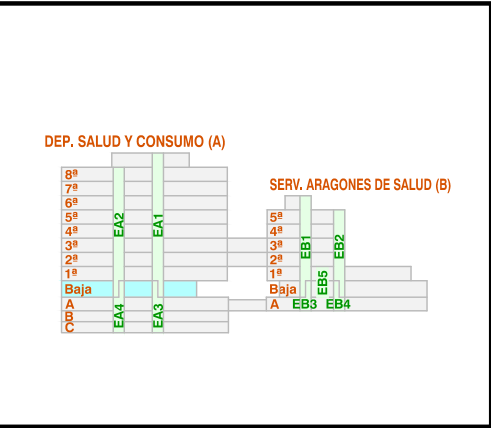 DEP. SALUD Y CONSUMO (A)
8ª
7ª
6ª
5ª
4ª
3ª
2ª
1ª
Baja
A
B
C
EA2
EA1
EA4
EA3
SERV. ARAGONES DE SALUD (B)
5ª
4ª
3ª
2ª
1ª
Baja
A
EB1
EB2
EB5
EB3
EB4